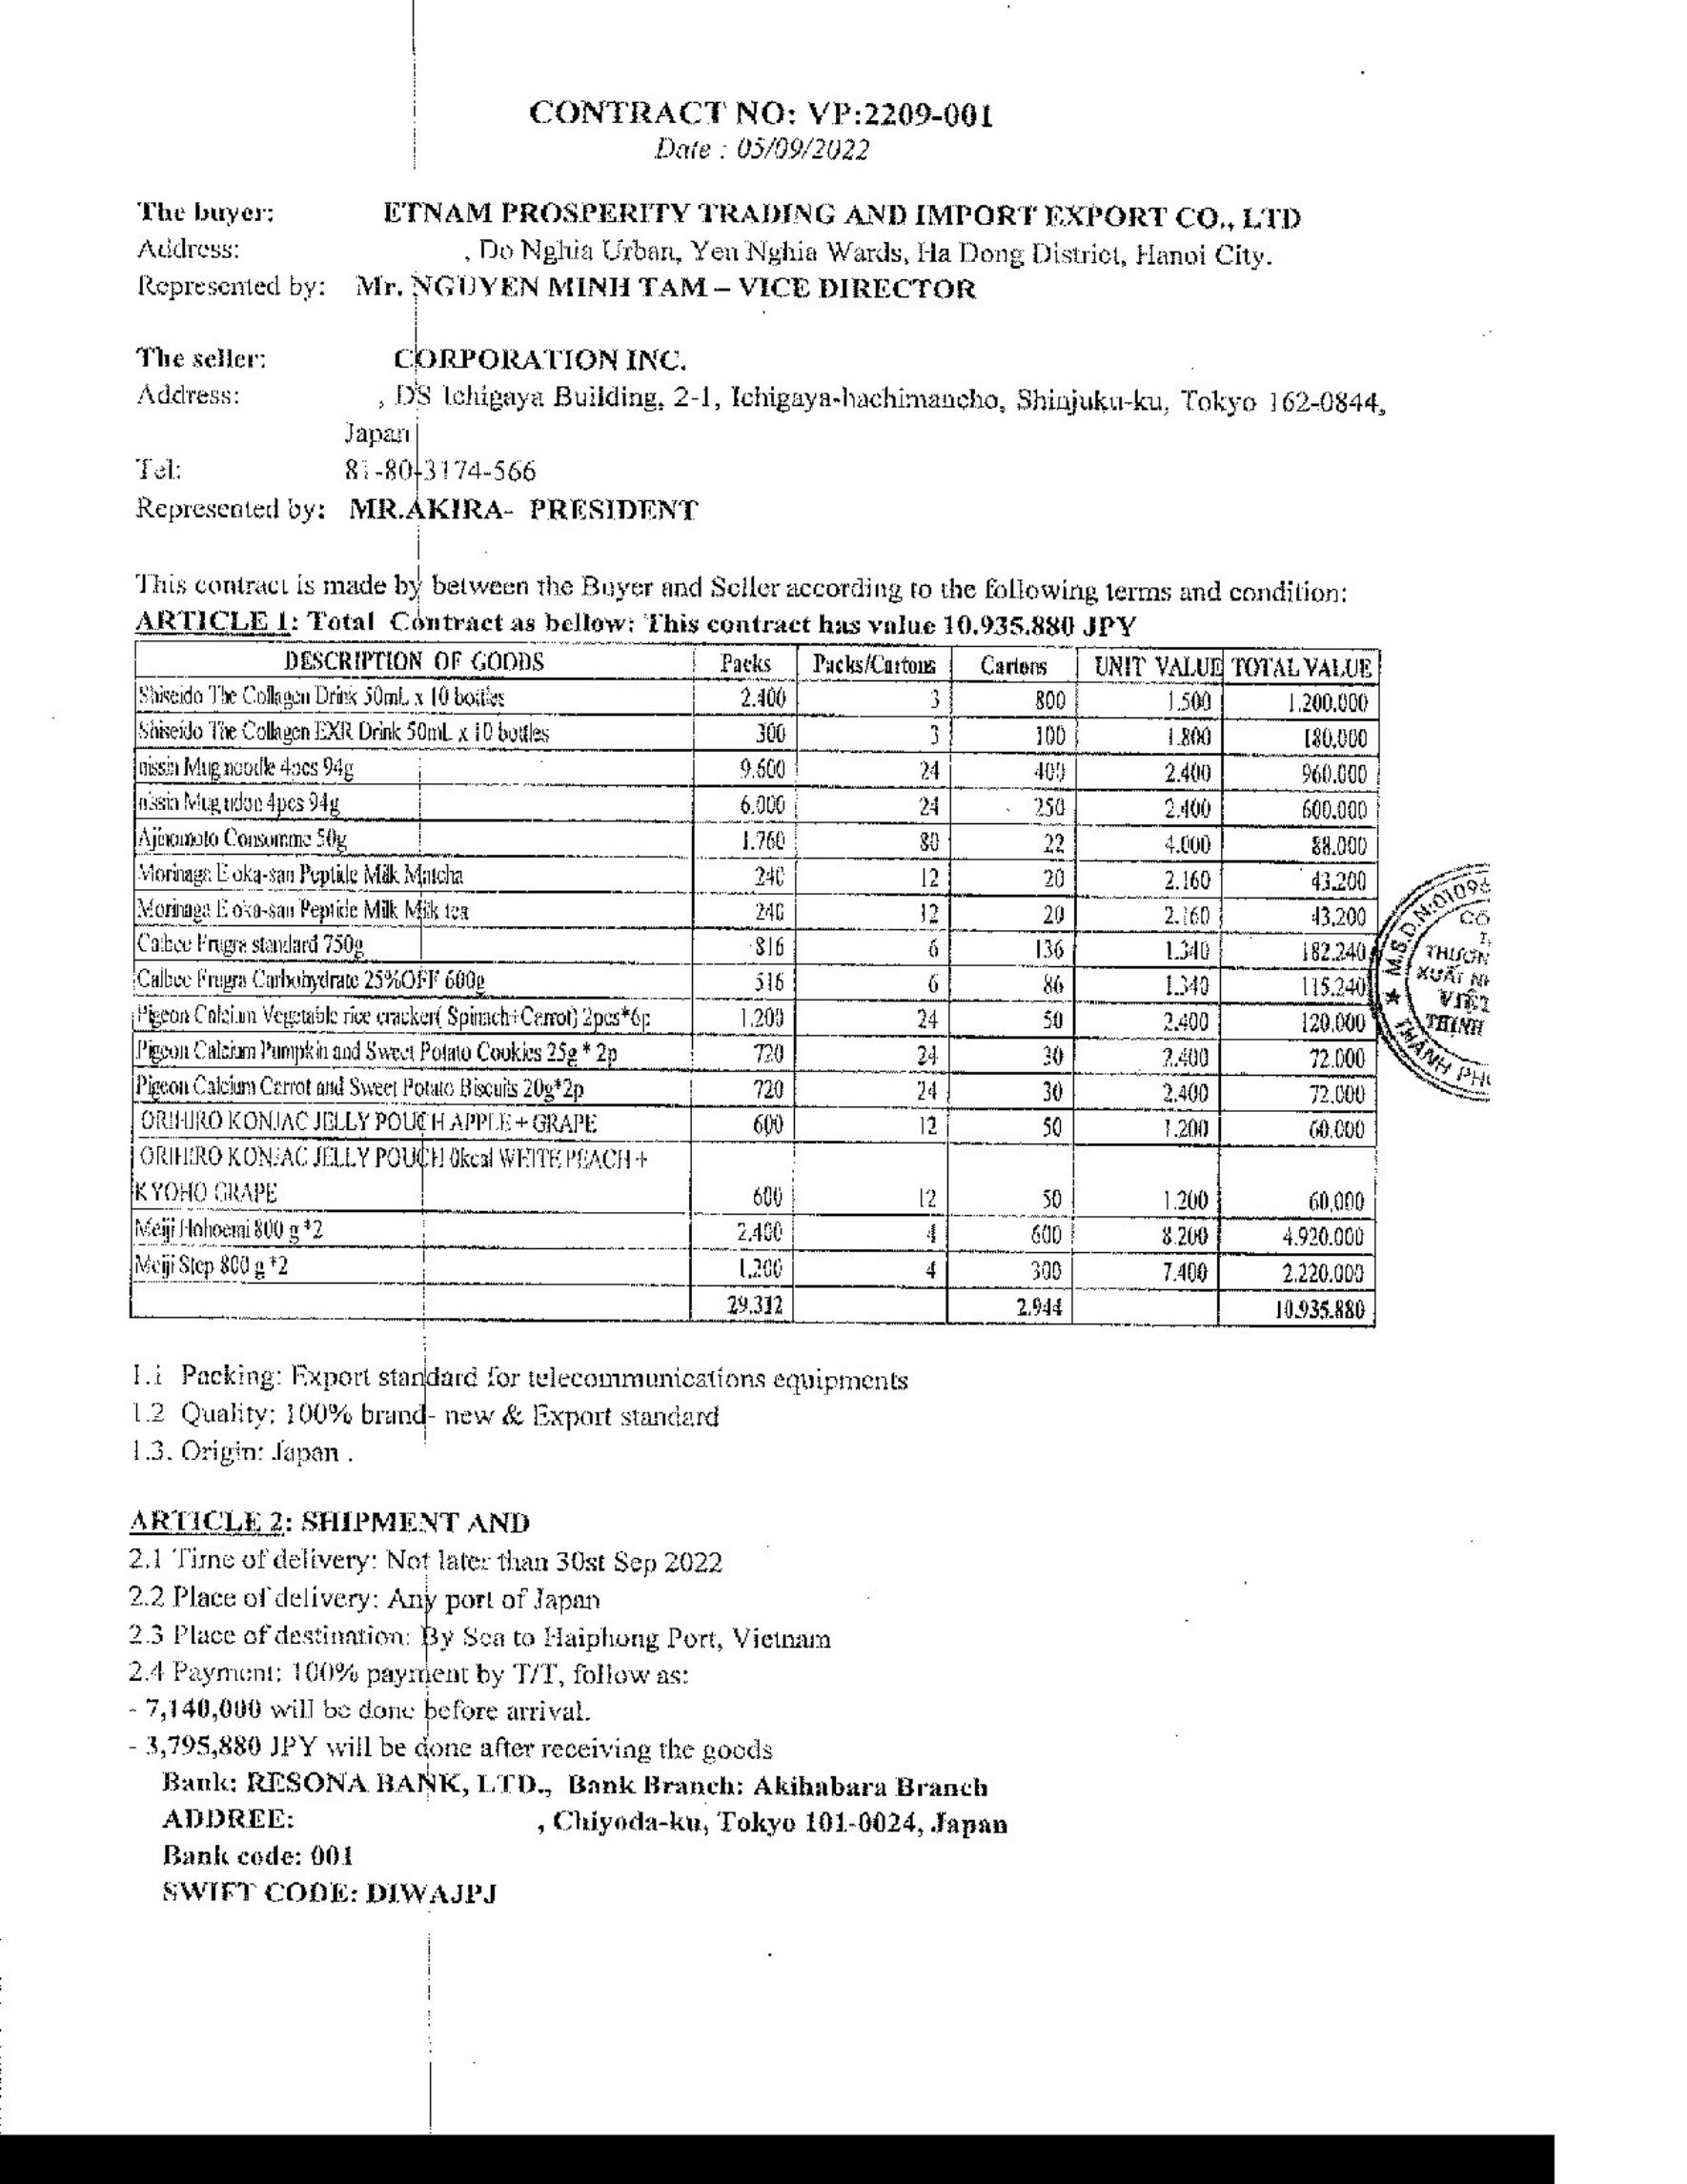 CONTRACT NO: VP:2209-001
Date : 05/09/2022
The buyer: ETNAM PROSPERITY TRADING AND IMPORT EXPORT CO., LTD
Address: , Do Nghia Urban, Yen Nghia Wards, Ha Dong District, Hanoi City.
Represented by: Mr. NGUYEN MINH TAM – VICE DIRECTOR
The seller: CORPORATION INC.
Address: , DS Ichigaya Building, 2-1, Ichigaya-hachimancho, Shinjuku-ku, Tokyo 162-0844,
Japan
Tel: 81-80-3174-566
Represented by: MR.AKIRA- PRESIDENT
This contract is made by between the Buyer and Seller according to the following terms and condition:
ARTICLE 1: Total Contract as bellow: This contract has value 10.935.880 JPY
DESCRIPTION OF GOODS Packs Packs/Cartons Cartons UNIT VALUE TOTAL VALUE
Shiseido The Collagen Drink 50mL x 10 bottles 2.400 3 800 1.500 1.200.000
Shiseido The Collagen EXR Drink 50mL x 10 bottles 300 3 100 1.800 180.000
nissin Mug noodle 4pcs 94g 9.600 24 400 2.400 960.000
nissin Mug udon 4pcs 94g 6.000 24 250 2.400 600.000
Ajinomoto Consomme 50g 1.760 80 22 4.000 88.000
Morinaga E oka-san Peptide Milk Matcha 240 12 20 2.160 43.200
Morinaga E oka-san Peptide Milk Milk tea 240 12 20 2.160 43.200
Calbee Frugra standard 750g 816 6 136 1.340 182.240
Calbee Frugra Carbohydrate 25%OFF 600g 516 6 86 1.340 115.240
Pigeon Calcium Vegetable rice cracker( Spinach+Carrot) 2pcs*6p 1.200 24 50 2.400 120.000
Pigeon Calcium Pumpkin and Sweet Potato Cookies 25g * 2p 720 24 30 2.400 72.000
Pigeon Calcium Carrot and Sweet Potato Biscuits 20g*2p 720 24 30 2.400 72.000
ORIHIRO KONJAC JELLY POUCH APPLE + GRAPE 600 12 50 1.200 60.000
ORIHIRO KONJAC JELLY POUCH 0kcal WHITE PEACH +
KYOHO GRAPE 600 12 50 1.200 60.000
Meiji Hohoemi 800 g *2 2.400 4 600 8.200 4.920.000
Meiji Step 800 g *2 1.200 4 300 7.400 2.220.000
29.312 2.944 10.935.880
M.S.D.N:01096
CÔ
THƯƠN
XUẤT NH
VIỆT
THỊNH
THÀNH PHỐ
1.1 Packing: Export standard for telecommunications equipments
1.2 Quality: 100% brand- new & Export standard
1.3. Origin: Japan .
ARTICLE 2: SHIPMENT AND
2.1 Time of delivery: Not later than 30st Sep 2022
2.2 Place of delivery: Any port of Japan
2.3 Place of destination: By Sea to Haiphong Port, Vietnam
2.4 Payment: 100% payment by T/T, follow as:
- 7,140,000 will be done before arrival.
- 3,795,880 JPY will be done after receiving the goods
Bank: RESONA BANK, LTD., Bank Branch: Akihabara Branch
ADDREE: , Chiyoda-ku, Tokyo 101-0024, Japan
Bank code: 001
SWIFT CODE: DIWAJPJ